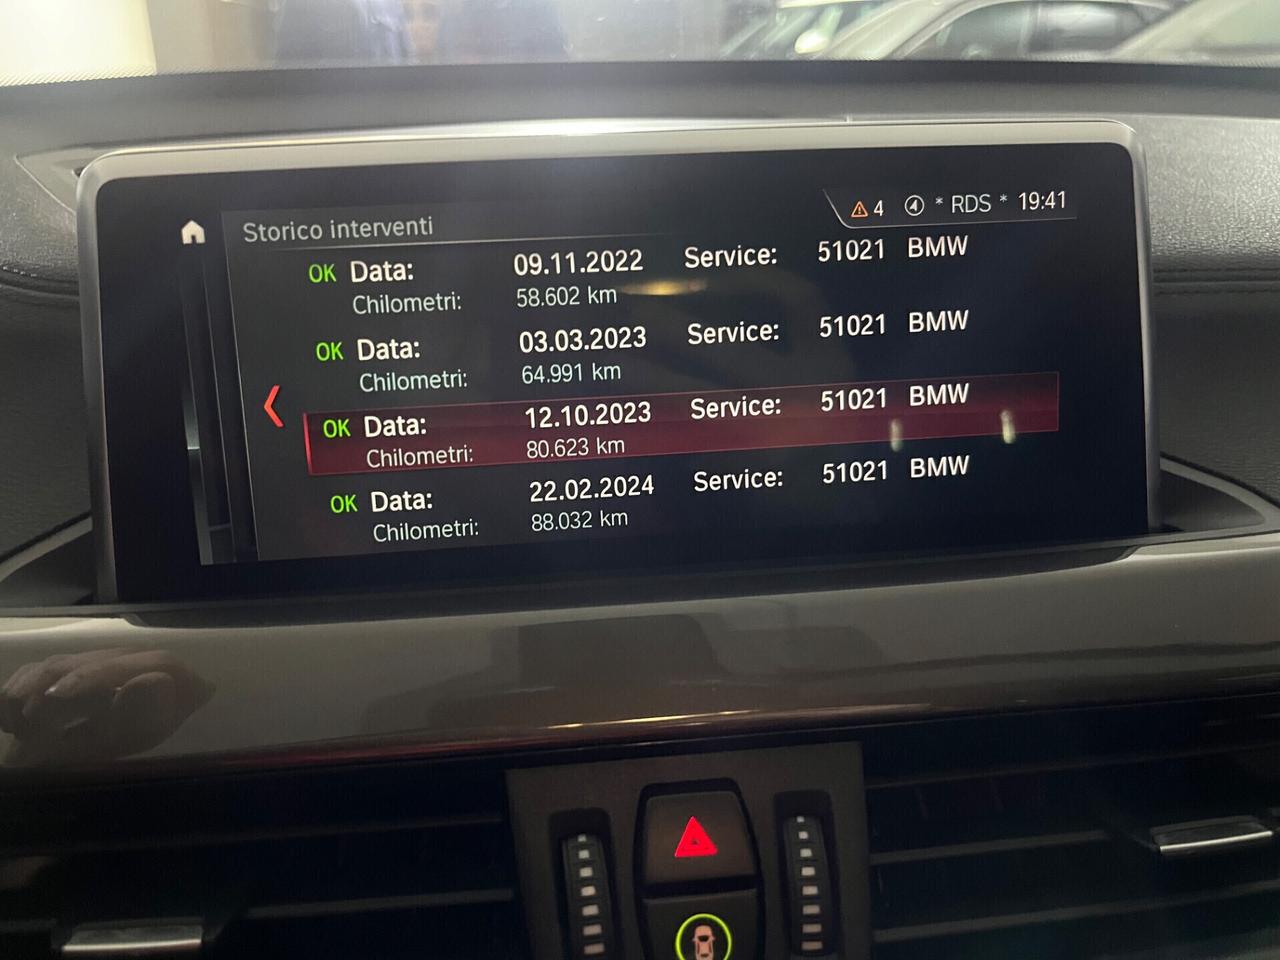 4 * RDS * 19:41
Storico interventi
OK Data: 09.11.2022 Service: 51021 BMW
Chilometri: 58.602 km
OK Data: 03.03.2023 Service: 51021 BMW
Chilometri: 64.991 km
OK Data: 12.10.2023 Service: 51021 BMW
Chilometri: 80.623 km
OK Data: 22.02.2024 Service: 51021 BMW
Chilometri: 88.032 km